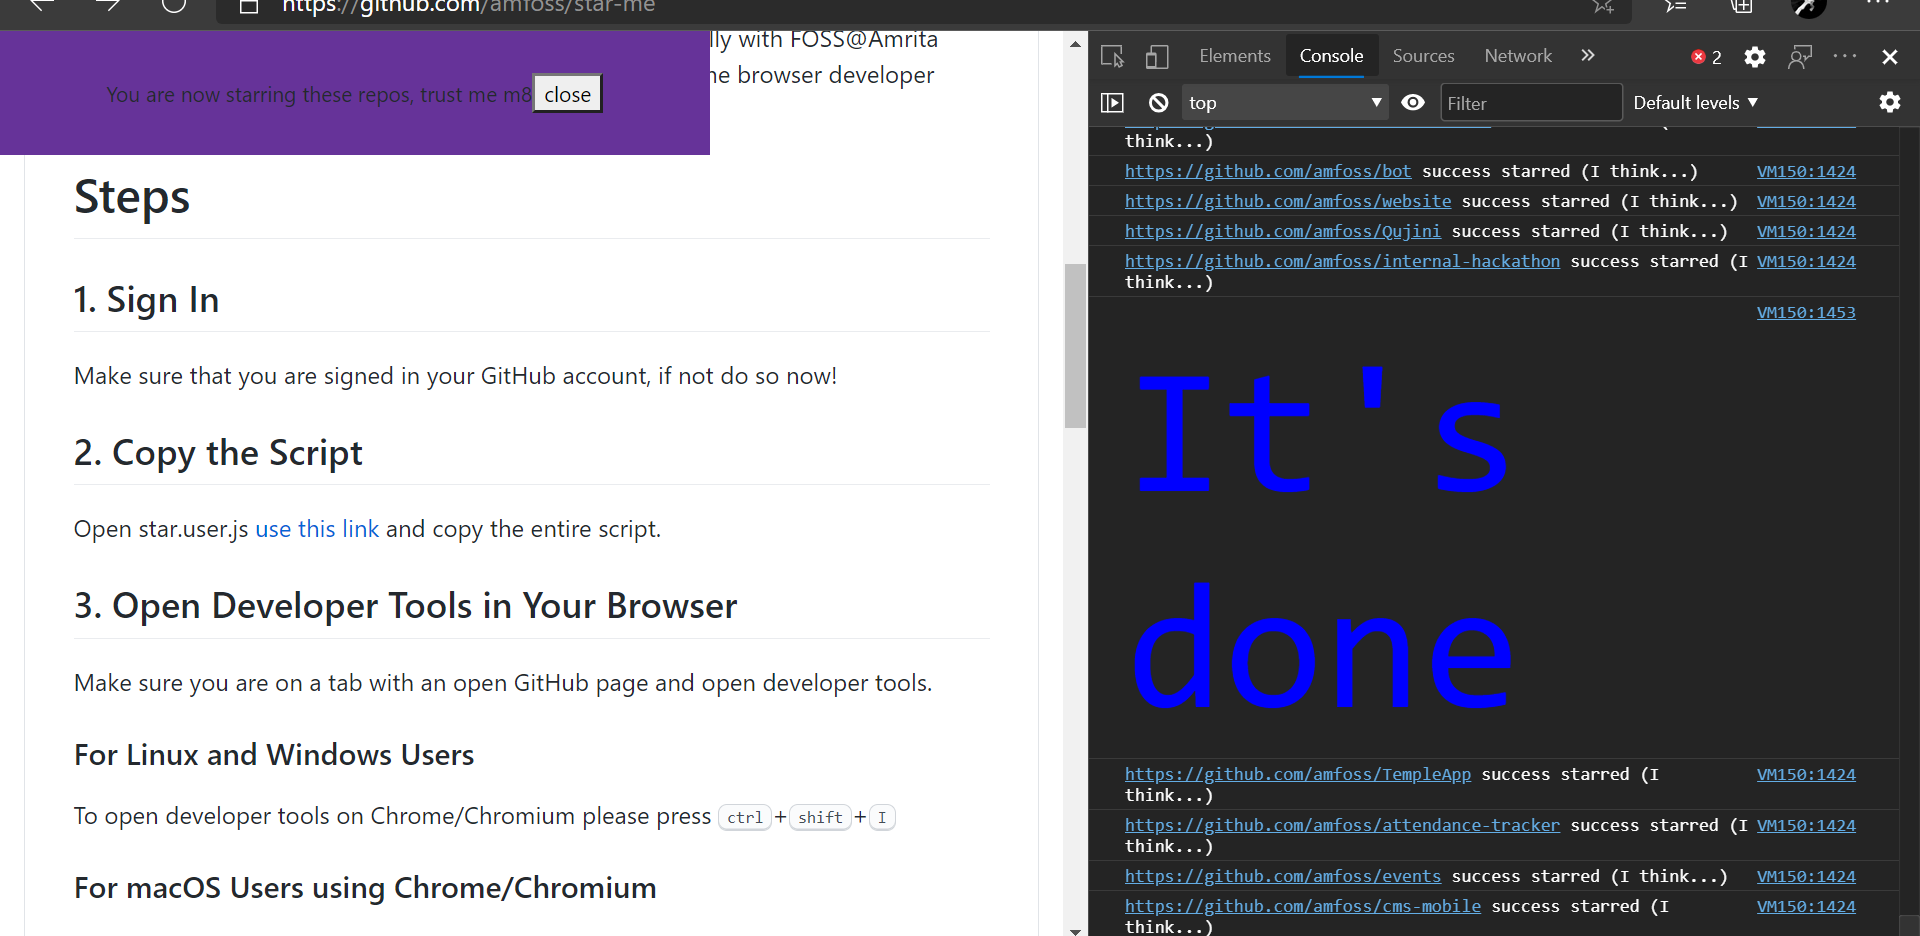 https://github.com/amfoss/star-me
lly with FOSS@Amrita
ne browser developer
You are now starring these repos, trust me m8
close
Steps
1. Sign In
Make sure that you are signed in your GitHub account, if not do so now!
2. Copy the Script
Open star.user.js use this link and copy the entire script.
3. Open Developer Tools in Your Browser
Make sure you are on a tab with an open GitHub page and open developer tools.
For Linux and Windows Users
To open developer tools on Chrome/Chromium please press ctrl+shift+I
For macOS Users using Chrome/Chromium
Elements Console Sources Network 2
top Filter Default levels
think...)
https://github.com/amfoss/bot success starred (I think...) VM150:1424
https://github.com/amfoss/website success starred (I think...) VM150:1424
https://github.com/amfoss/Qujini success starred (I think...) VM150:1424
https://github.com/amfoss/internal-hackathon success starred (I VM150:1424
think...)
VM150:1453
It's
done
https://github.com/amfoss/TempleApp success starred (I VM150:1424
think...)
https://github.com/amfoss/attendance-tracker success starred (I VM150:1424
think...)
https://github.com/amfoss/events success starred (I think...) VM150:1424
https://github.com/amfoss/cms-mobile success starred (I VM150:1424
think...)